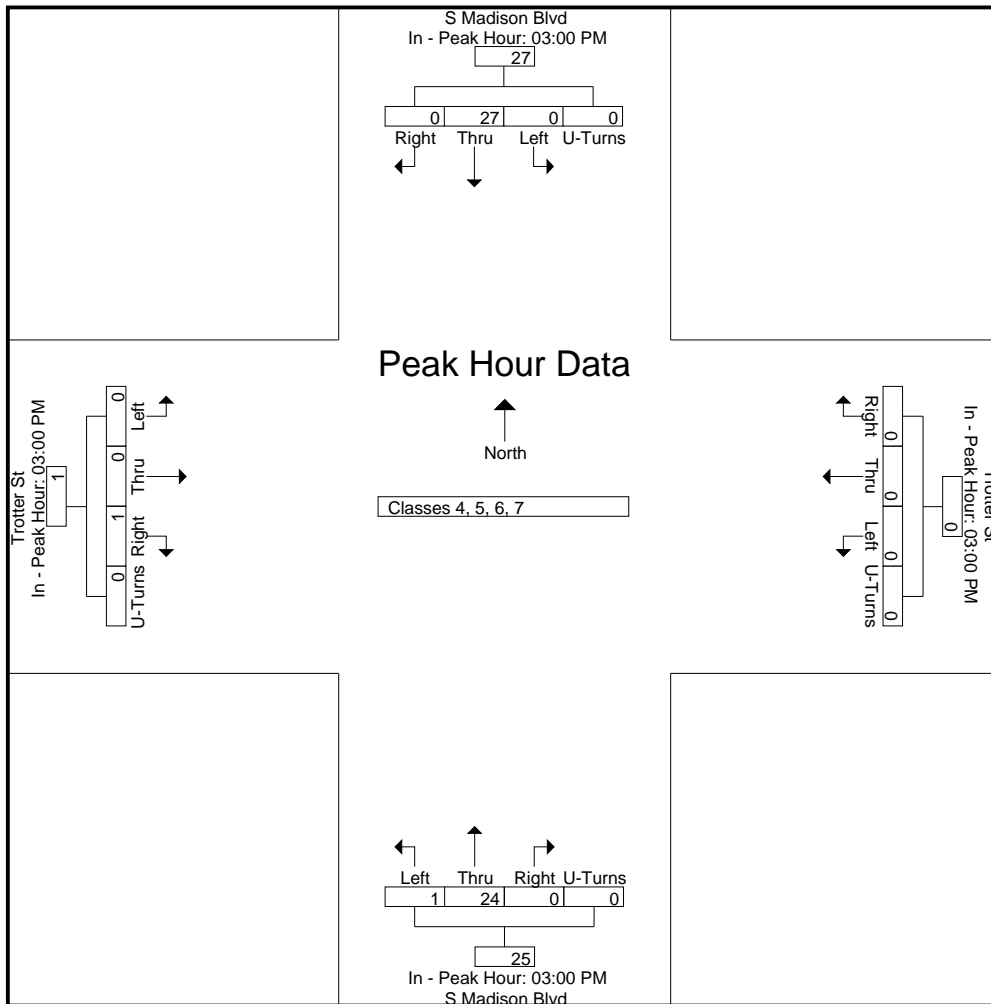 S Madison Blvd
In - Peak Hour: 03:00 PM
27
0 27 0 0
Right Thru Left U-Turns
Peak Hour Data
North
Classes 4, 5, 6, 7
Trotter St
In - Peak Hour: 03:00 PM
1
0 0 1 0
Left Thru Right U-Turns
Trotter St
In - Peak Hour: 03:00 PM
0
0 0 0 0
Right Thru Left U-Turns
Left Thru Right U-Turns
1 24 0 0
25
In - Peak Hour: 03:00 PM
S Madison Blvd